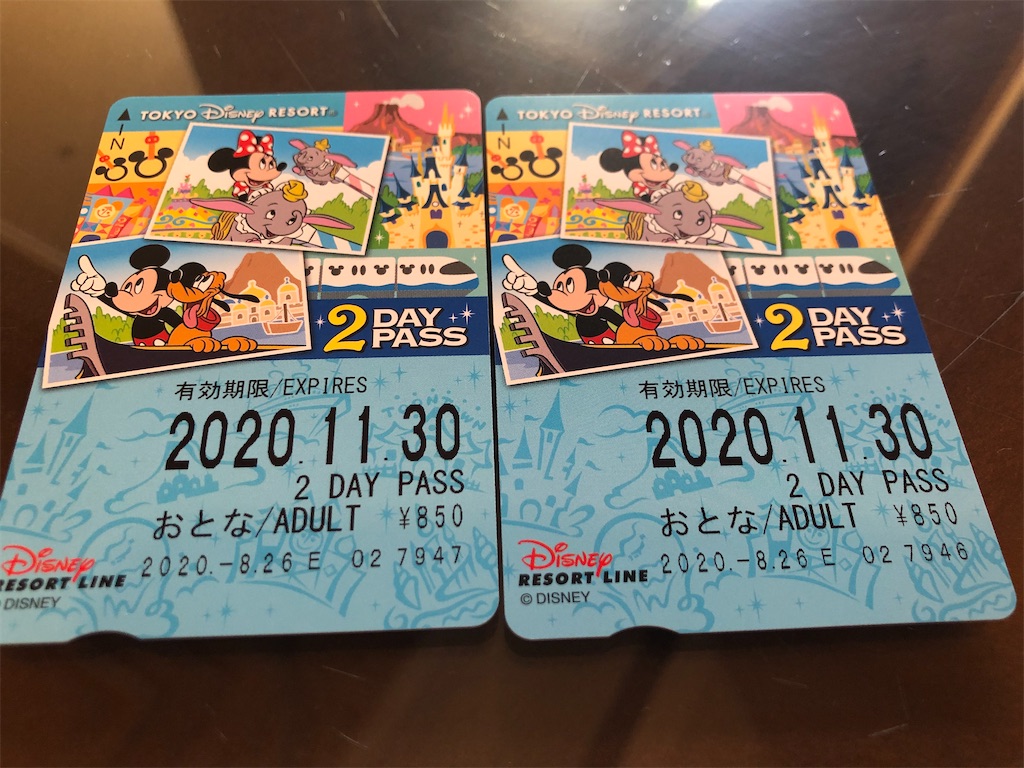 IN
TOKYO Disney RESORT®
2 DAY PASS
有効期限/EXPIRES
2020.11.30
2 DAY PASS
おとな/ADULT ¥850
2020.-8.26 E 02 7947
Disney
RESORT LINE
© DISNEY
IN
TOKYO Disney RESORT®
2 DAY PASS
有効期限/EXPIRES
2020.11.30
2 DAY PASS
おとな/ADULT ¥850
2020.-8.26 E 02 7946
Disney
RESORT LINE
© DISNEY